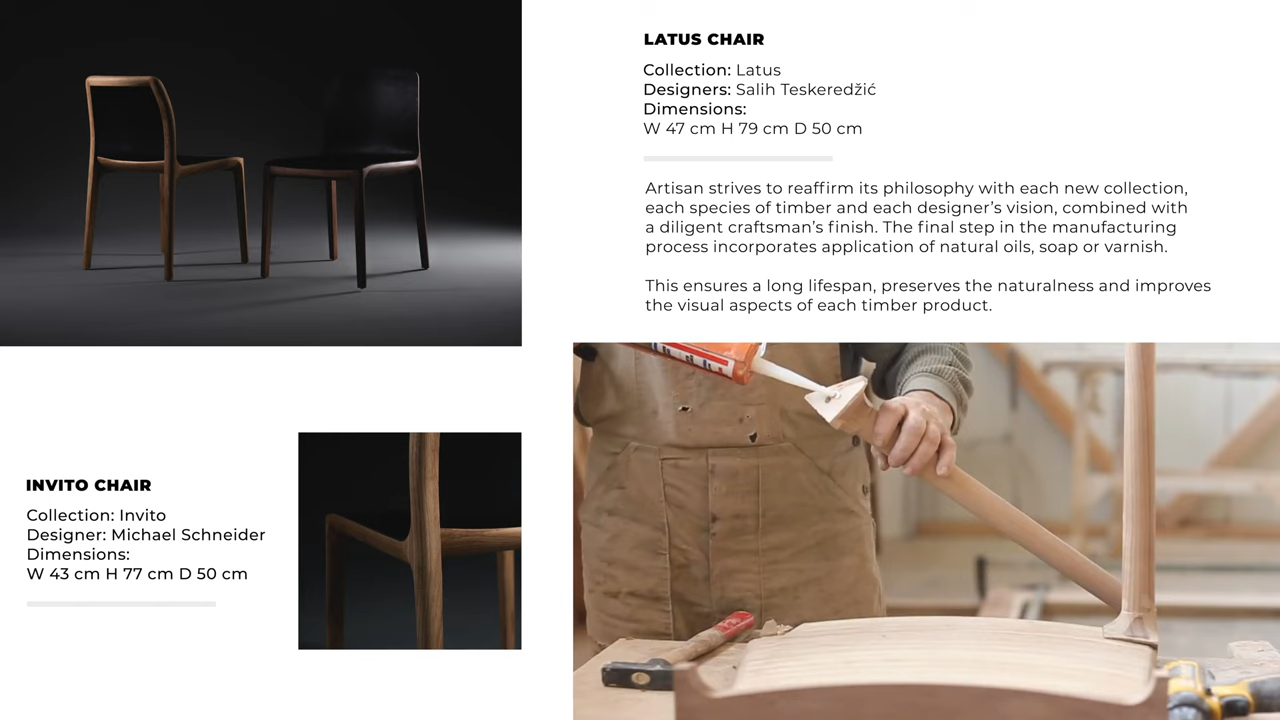 LATUS CHAIR
Collection: Latus
Designers: Salih Teskeredžić
Dimensions:
W 47 cm H 79 cm D 50 cm
Artisan strives to reaffirm its philosophy with each new collection,
each species of timber and each designer’s vision, combined with
a diligent craftsman’s finish. The final step in the manufacturing
process incorporates application of natural oils, soap or varnish.
This ensures a long lifespan, preserves the naturalness and improves
the visual aspects of each timber product.
INVITO CHAIR
Collection: Invito
Designer: Michael Schneider
Dimensions:
W 43 cm H 77 cm D 50 cm